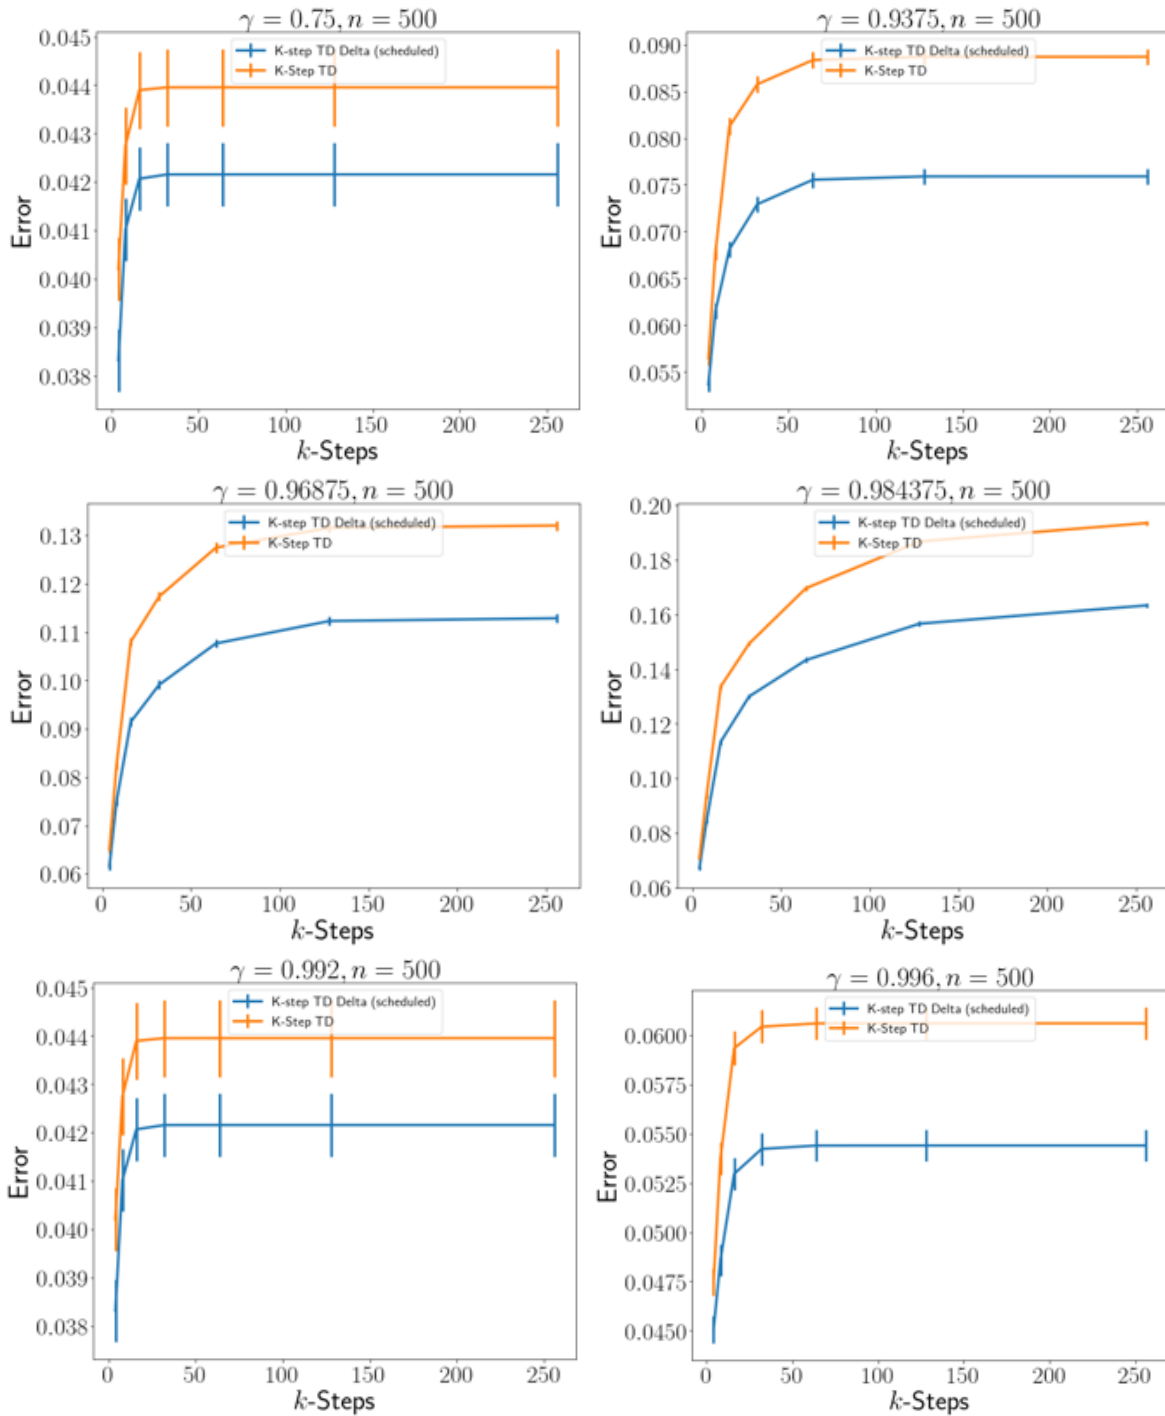 γ = 0.75, n = 500
K-step TD Delta (scheduled)
K-Step TD
0.045
0.044
0.043
0.042
0.041
0.040
0.039
0.038
Error
0 50 100 150 200 250
k-Steps
γ = 0.9375, n = 500
K-step TD Delta (scheduled)
K-Step TD
0.090
0.085
0.080
0.075
0.070
0.065
0.060
0.055
Error
0 50 100 150 200 250
k-Steps
γ = 0.96875, n = 500
K-step TD Delta (scheduled)
K-Step TD
0.13
0.12
0.11
0.10
0.09
0.08
0.07
0.06
Error
0 50 100 150 200 250
k-Steps
γ = 0.984375, n = 500
K-step TD Delta (scheduled)
K-Step TD
0.20
0.18
0.16
0.14
0.12
0.10
0.08
0.06
Error
0 50 100 150 200 250
k-Steps
γ = 0.992, n = 500
K-step TD Delta (scheduled)
K-Step TD
0.045
0.044
0.043
0.042
0.041
0.040
0.039
0.038
Error
0 50 100 150 200 250
k-Steps
γ = 0.996, n = 500
K-step TD Delta (scheduled)
K-Step TD
0.0600
0.0575
0.0550
0.0525
0.0500
0.0475
0.0450
Error
0 50 100 150 200 250
k-Steps